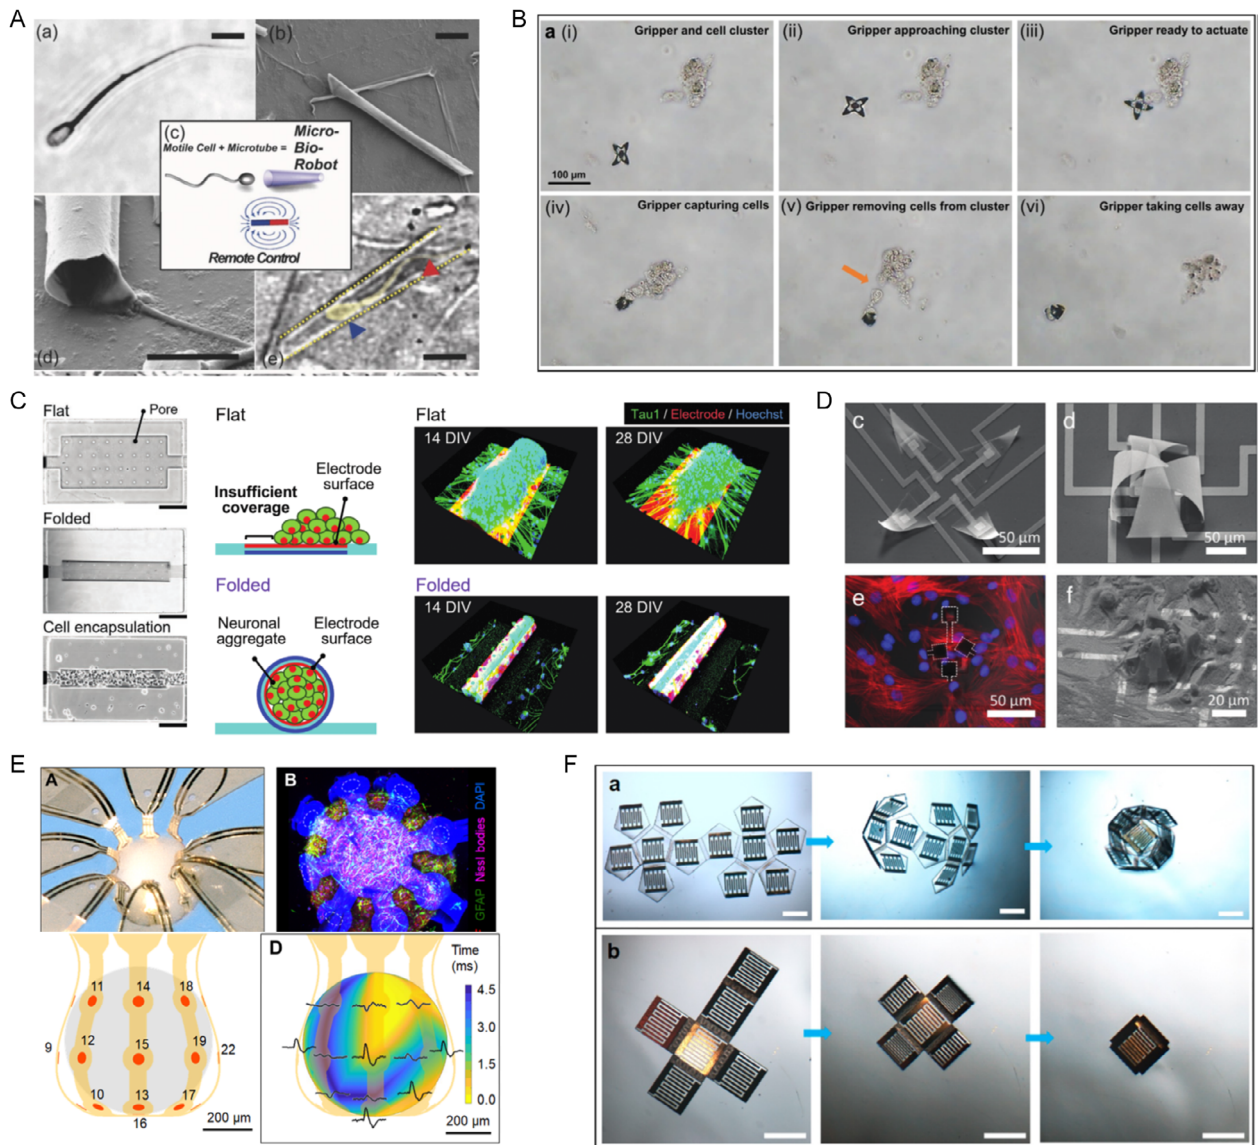 A
(a)
(b)
(c)
Motile Cell + Microtube =
Micro-
Bio-
Robot
Remote Control
(d)
(e)
B
a (i)
Gripper and cell cluster
100 µm
(ii)
Gripper approaching cluster
(iii)
Gripper ready to actuate
(iv)
Gripper capturing cells
(v)
Gripper removing cells from cluster
(vi)
Gripper taking cells away
C
Flat
Pore
Folded
Cell encapsulation
Flat
Insufficient
coverage
Electrode
surface
Folded
Neuronal
aggregate
Electrode
surface
Tau1 / Electrode / Hoechst
Flat
14 DIV
28 DIV
Folded
14 DIV
28 DIV
D
c
50 µm
d
50 µm
e
50 µm
f
20 µm
E
A
B
GFAP Nissl bodies DAPI
11
14
18
12
15
19
9
22
10
13
17
16
200 µm
D
Time
(ms)
4.5
3.0
1.5
0.0
200 µm
F
a
b